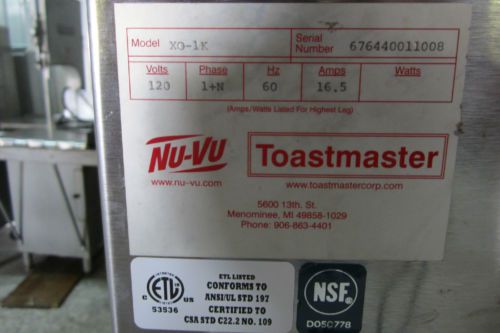 Model XO-1K Serial Number 676440011008
Volts Phase Hz Amps Watts
120 1+N 60 16.5
(Amps/Watts Listed For Highest Leg)
NU-VU Toastmaster
www.nu-vu.com www.toastmastercorp.com
5600 13th. St.
Menominee, MI 49858-1029
Phone: 906-863-4401
ETL LISTED
CONFORMS TO
ANSI/UL STD 197
CERTIFIED TO
CSA STD C22.2 NO. 109
C ETL US
53536
NSF
DO5C778